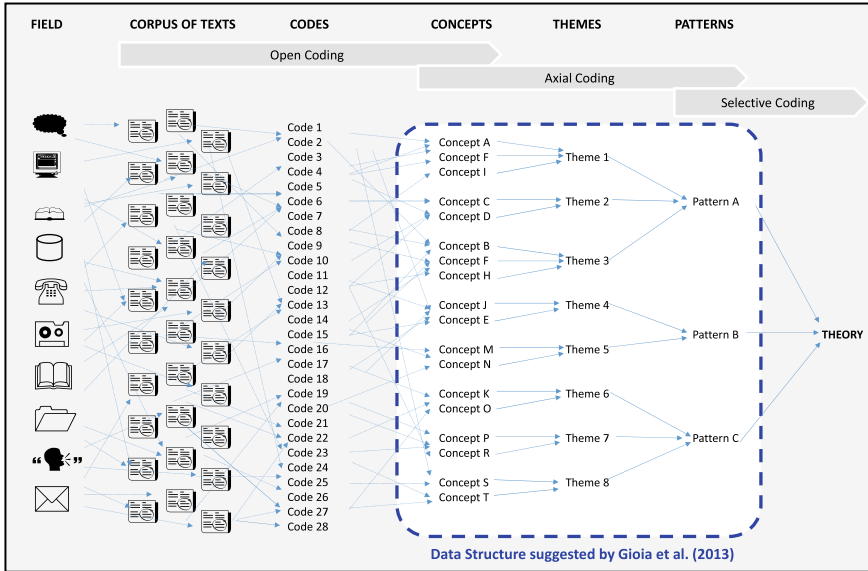 FIELD
CORPUS OF TEXTS
CODES
CONCEPTS
THEMES
PATTERNS
Open Coding
Axial Coding
Selective Coding
Code 1
Code 2
Code 3
Code 4
Code 5
Code 6
Code 7
Code 8
Code 9
Code 10
Code 11
Code 12
Code 13
Code 14
Code 15
Code 16
Code 17
Code 18
Code 19
Code 20
Code 21
Code 22
Code 23
Code 24
Code 25
Code 26
Code 27
Code 28
Concept A
Concept F
Concept I
Concept C
Concept D
Concept B
Concept F
Concept H
Concept J
Concept E
Concept M
Concept N
Concept K
Concept O
Concept P
Concept R
Concept S
Concept T
Theme 1
Theme 2
Theme 3
Theme 4
Theme 5
Theme 6
Theme 7
Theme 8
Pattern A
Pattern B
Pattern C
THEORY
Data Structure suggested by Gioia et al. (2013)